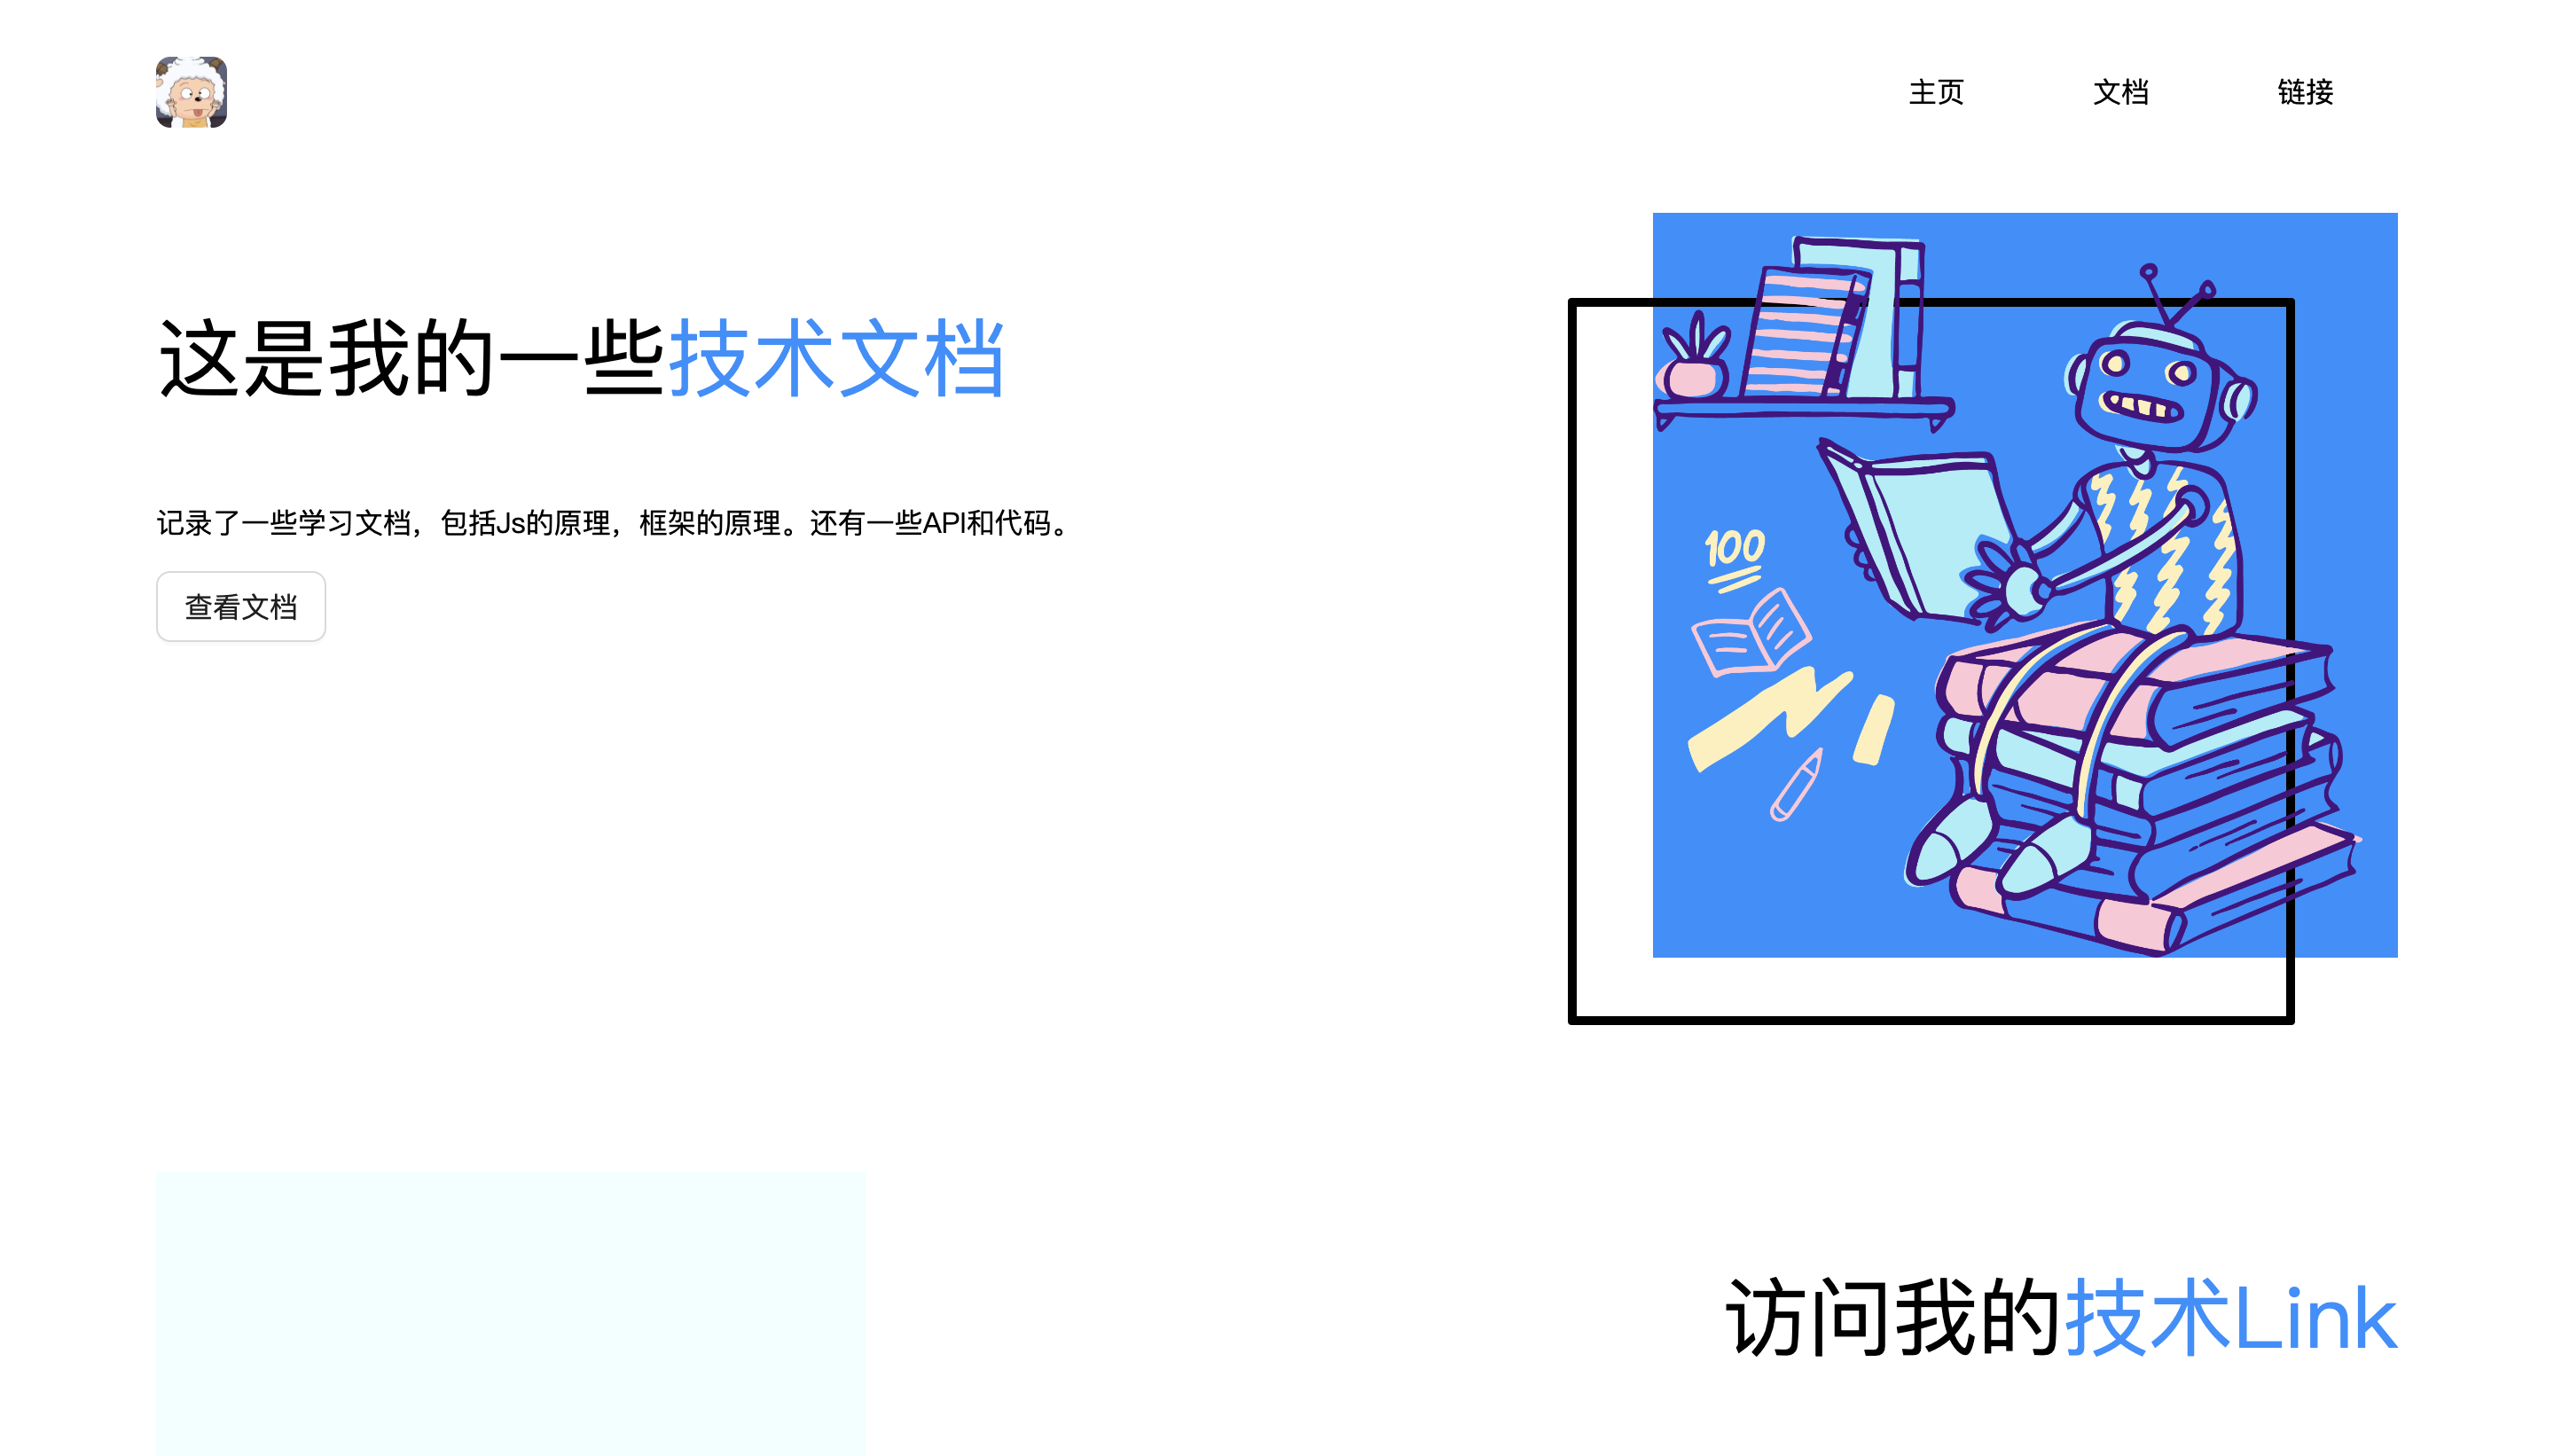 主页 文档 链接
这是我的一些技术文档
记录了一些学习文档，包括Js的原理，框架的原理。还有一些API和代码。
查看文档
100
访问我的技术Link